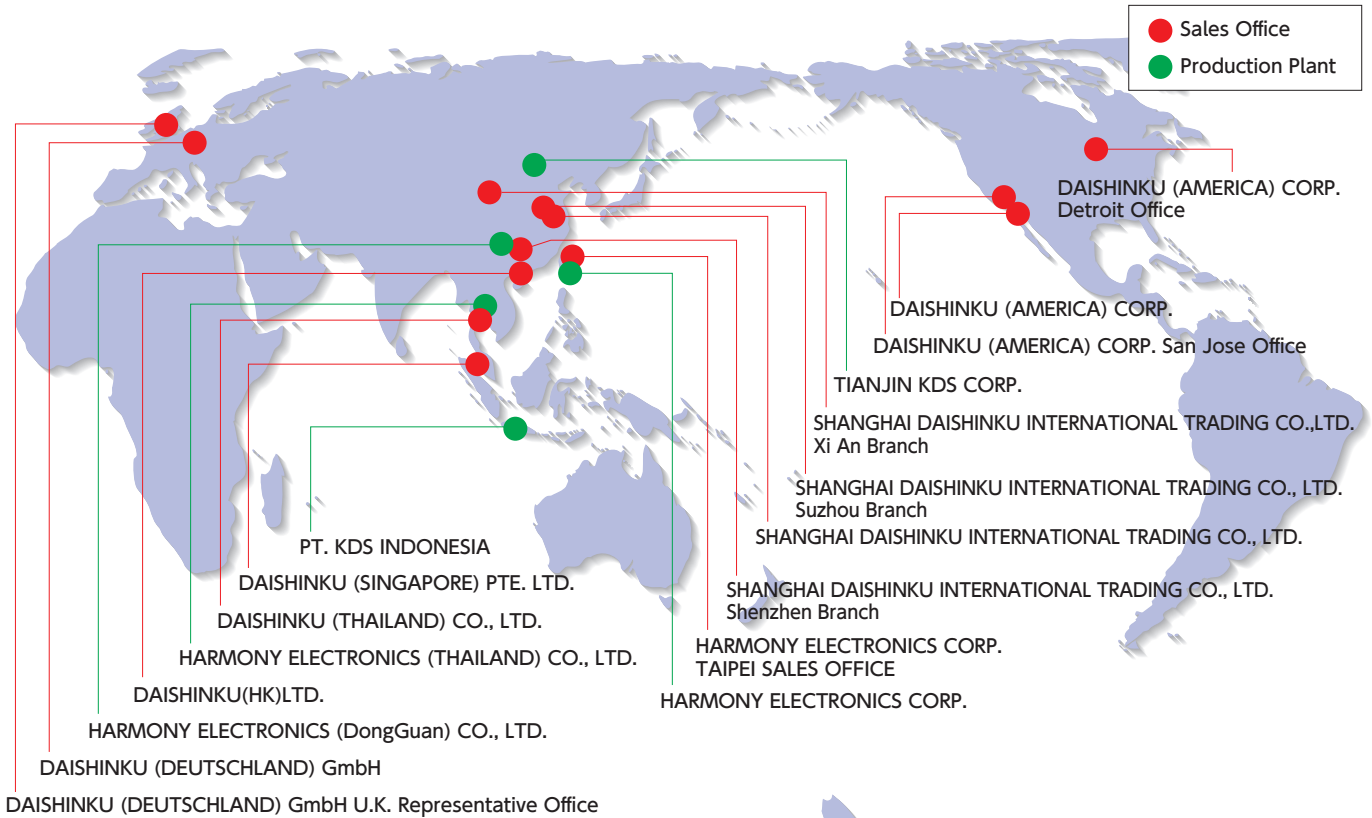 Sales Office
Production Plant
DAISHINKU (AMERICA) CORP.
Detroit Office
DAISHINKU (AMERICA) CORP.
DAISHINKU (AMERICA) CORP. San Jose Office
TIANJIN KDS CORP.
SHANGHAI DAISHINKU INTERNATIONAL TRADING CO.,LTD.
Xi An Branch
SHANGHAI DAISHINKU INTERNATIONAL TRADING CO., LTD.
Suzhou Branch
SHANGHAI DAISHINKU INTERNATIONAL TRADING CO., LTD.
SHANGHAI DAISHINKU INTERNATIONAL TRADING CO., LTD.
Shenzhen Branch
HARMONY ELECTRONICS CORP.
TAIPEI SALES OFFICE
HARMONY ELECTRONICS CORP.
PT. KDS INDONESIA
DAISHINKU (SINGAPORE) PTE. LTD.
DAISHINKU (THAILAND) CO., LTD.
HARMONY ELECTRONICS (THAILAND) CO., LTD.
DAISHINKU(HK)LTD.
HARMONY ELECTRONICS (DongGuan) CO., LTD.
DAISHINKU (DEUTSCHLAND) GmbH
DAISHINKU (DEUTSCHLAND) GmbH U.K. Representative Office